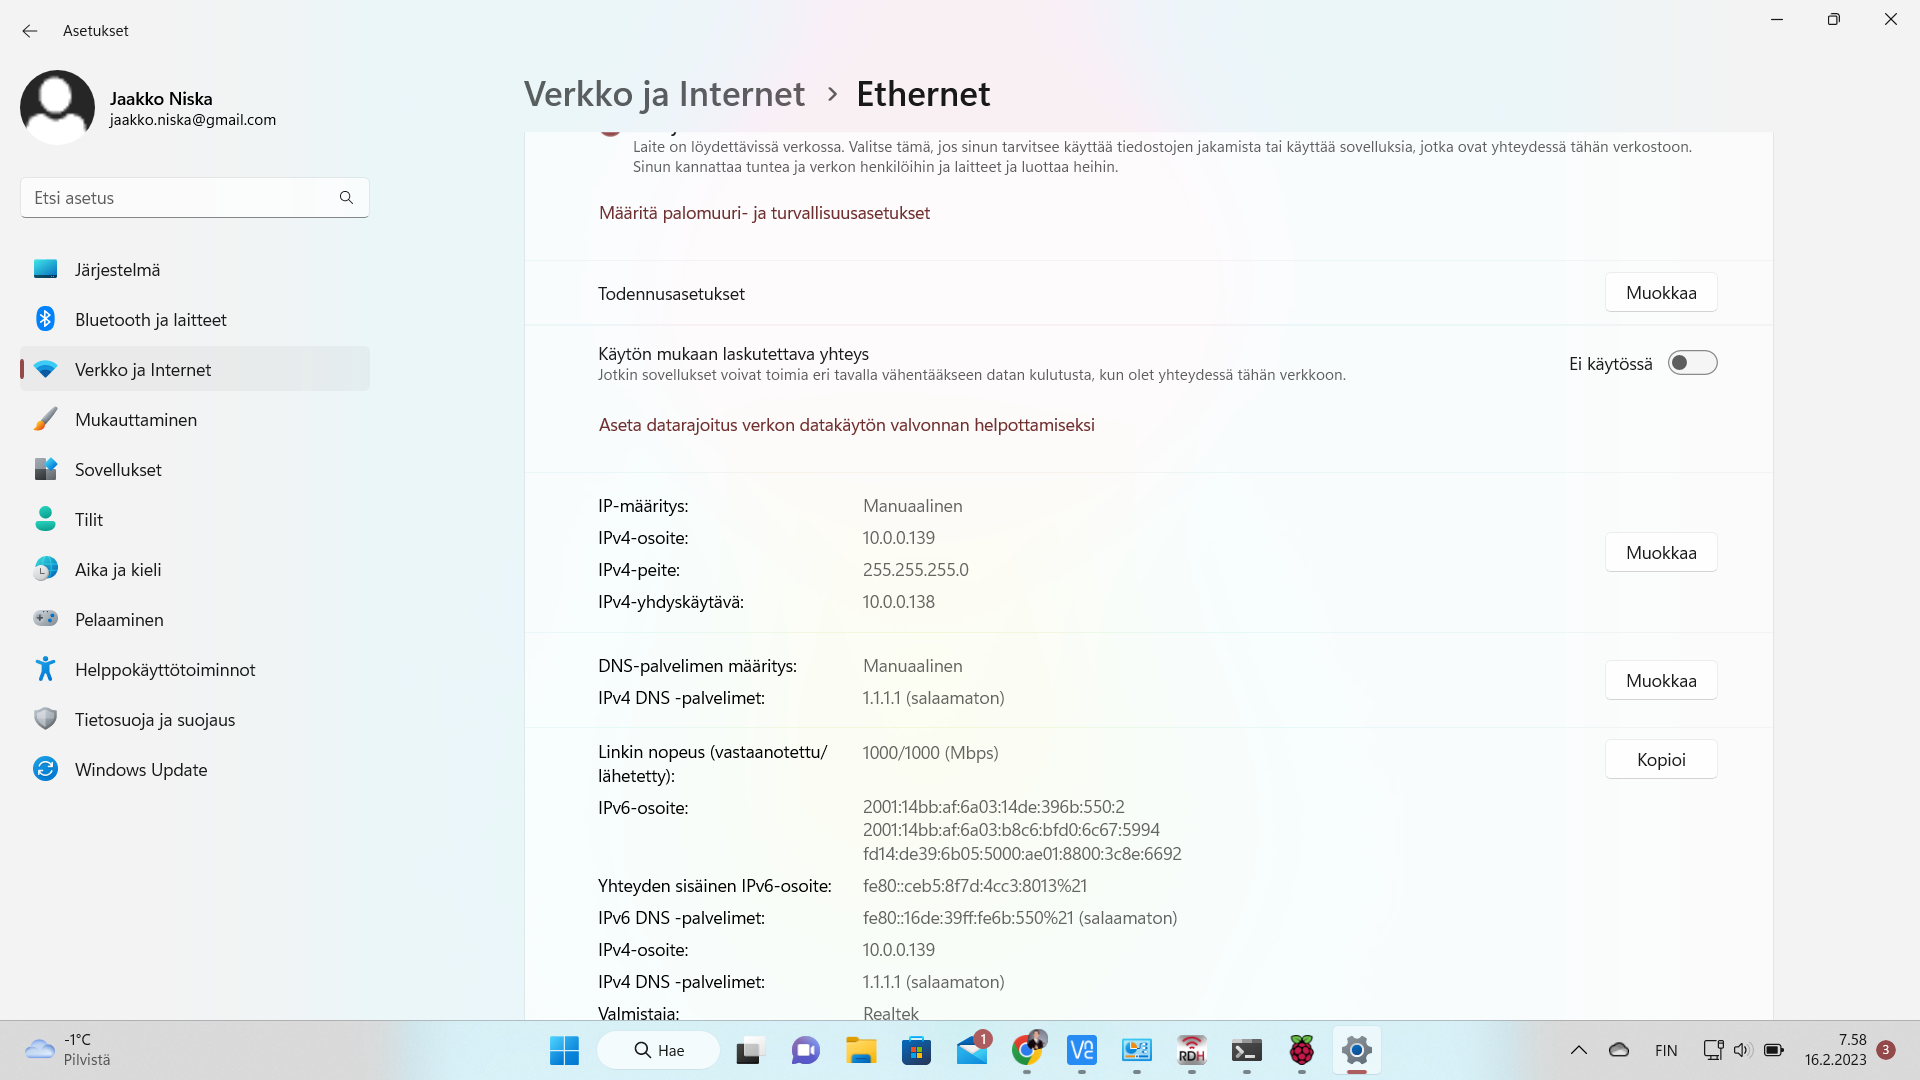 Asetukset
Jaakko Niska
jaakko.niska@gmail.com
Etsi asetus
Järjestelmä
Bluetooth ja laitteet
Verkko ja Internet
Mukauttaminen
Sovellukset
Tilit
Aika ja kieli
Pelaaminen
Helppokäyttötoiminnot
Tietosuoja ja suojaus
Windows Update
Verkko ja Internet › Ethernet
Laite on löydettävissä verkossa. Valitse tämä, jos sinun tarvitsee käyttää tiedostojen jakamista tai käyttää sovelluksia, jotka ovat yhteydessä tähän verkostoon.
Sinun kannattaa tuntea ja verkon henkilöihin ja laitteet ja luottaa heihin.
Määritä palomuuri- ja turvallisuusasetukset
Todennusasetukset Muokkaa
Käytön mukaan laskutettava yhteys
Jotkin sovellukset voivat toimia eri tavalla vähentääkseen datan kulutusta, kun olet yhteydessä tähän verkkoon.
Ei käytössä
Aseta datarajoitus verkon datakäytön valvonnan helpottamiseksi
IP-määritys: Manuaalinen
IPv4-osoite: 10.0.0.139
IPv4-peite: 255.255.255.0
IPv4-yhdyskäytävä: 10.0.0.138
Muokkaa
DNS-palvelimen määritys: Manuaalinen
IPv4 DNS -palvelimet: 1.1.1.1 (salaamaton)
Muokkaa
Linkin nopeus (vastaanotettu/ 1000/1000 (Mbps)
lähetetty):
Kopioi
IPv6-osoite: 2001:14bb:af:6a03:14de:396b:550:2
2001:14bb:af:6a03:b8c6:bfd0:6c67:5994
fd14:de39:6b05:5000:ae01:8800:3c8e:6692
Yhteyden sisäinen IPv6-osoite: fe80::ceb5:8f7d:4cc3:8013%21
IPv6 DNS -palvelimet: fe80::16de:39ff:fe6b:550%21 (salaamaton)
IPv4-osoite: 10.0.0.139
IPv4 DNS -palvelimet: 1.1.1.1 (salaamaton)
Valmistaja: Realtek
-1°C
Pilvistä
Hae
1
RDH
FIN
7.58
16.2.2023
3